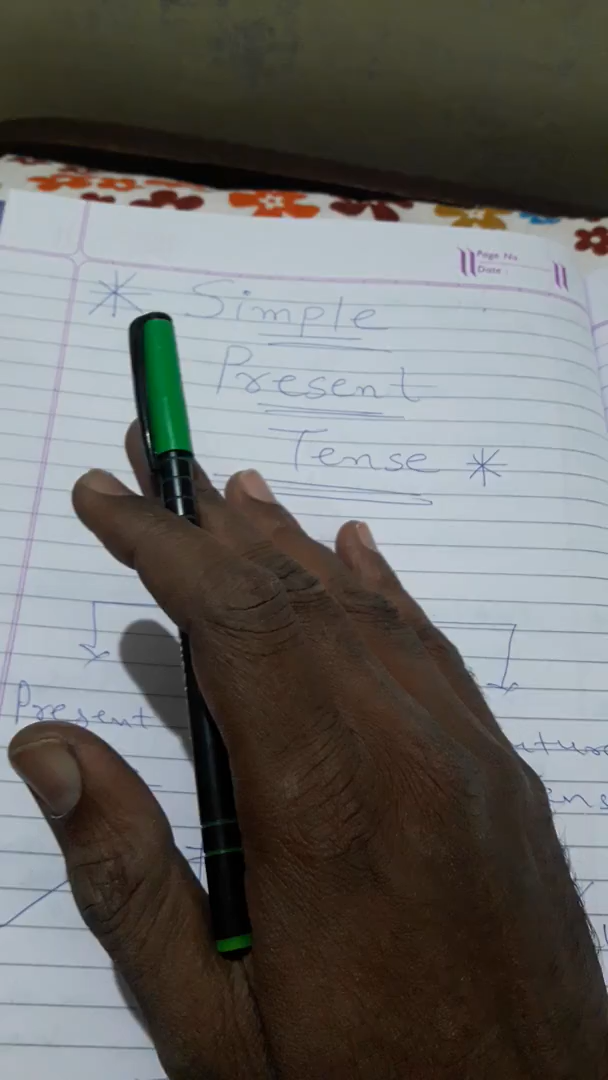 Page No
Date
* Simple
Present
Tense *
Present